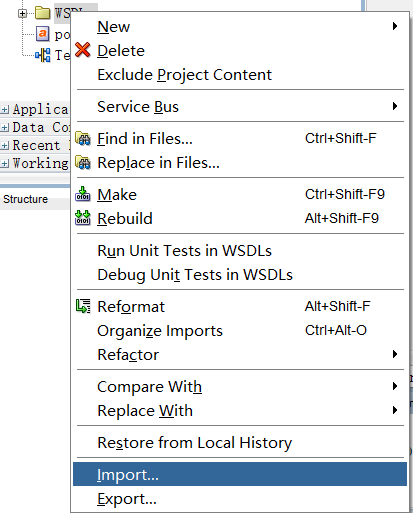 WSDL
New
po
Delete
Te
Exclude Project Content
Service Bus
Applica
Data Co
Find in Files... Ctrl+Shift-F
Recent
Replace in Files...
Working
Make Ctrl+Shift-F9
Structure
Rebuild Alt+Shift-F9
Run Unit Tests in WSDLs
Debug Unit Tests in WSDLs
Reformat Alt+Shift-F
Organize Imports Ctrl+Alt-O
Refactor
Compare With
Replace With
Restore from Local History
Import...
Export...